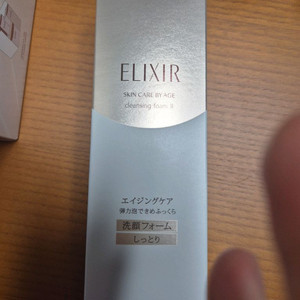 ELIXIR
SKIN CARE BY AGE
cleansing foam II
エイジングケア
弾力泡できめふっくら
洗顔フォーム
しっとり